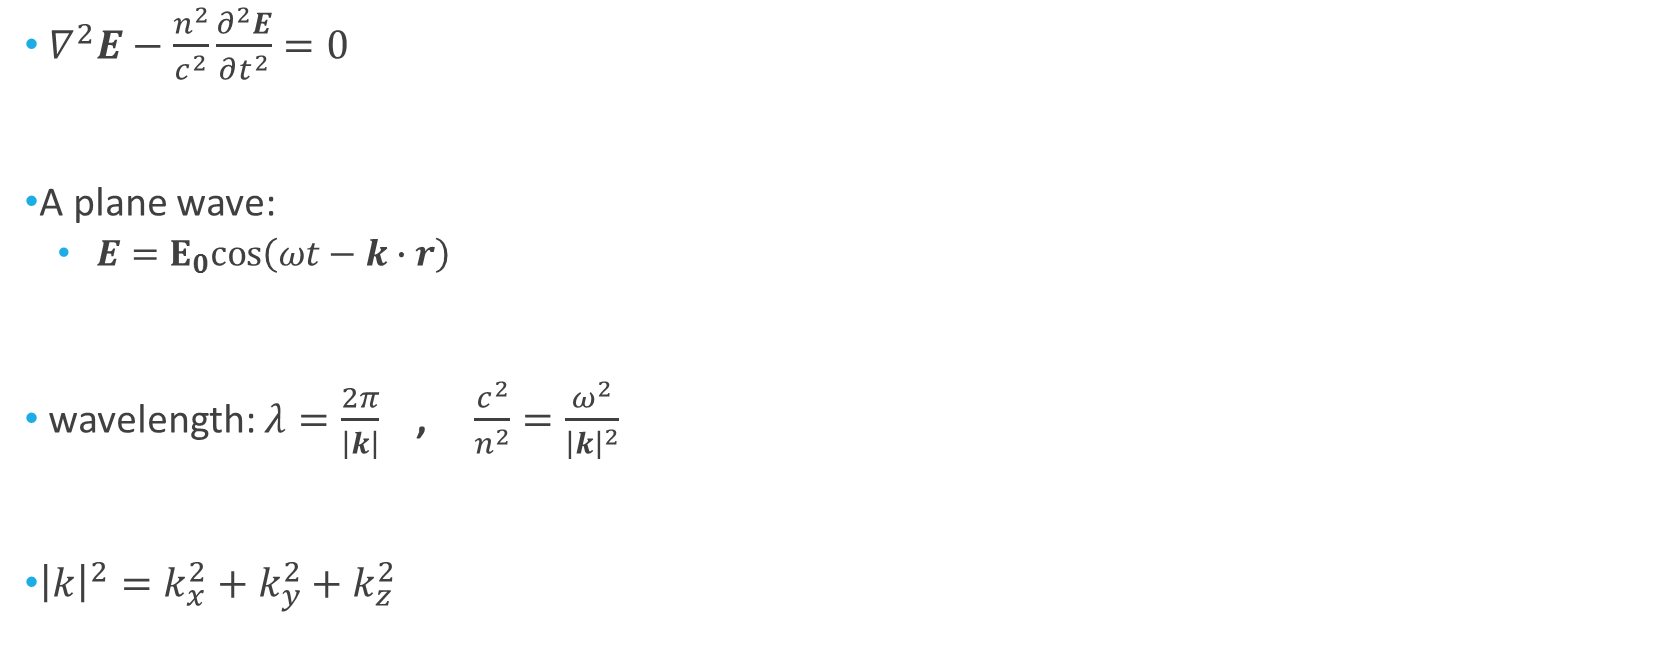 • ∇²𝑬 − n²/c² ∂²𝑬/∂t² = 0
•A plane wave:
• 𝑬 = 𝐄₀cos(ωt − 𝒌 · 𝒓)
• wavelength: λ = 2π/|𝒌| , c²/n² = ω²/|𝒌|²
•|k|² = kₓ² + k_y² + k_z²